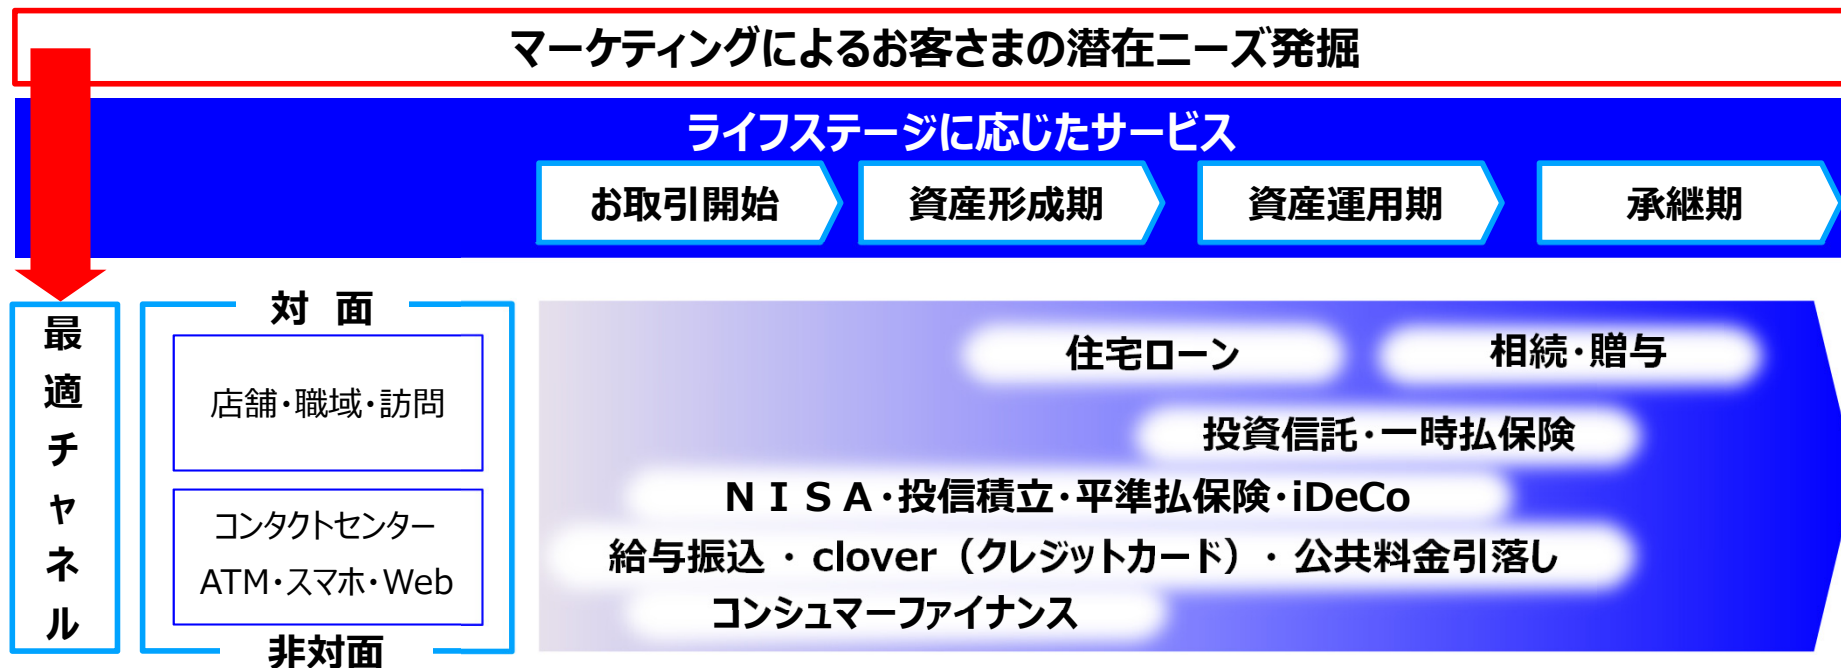 マーケティングによるお客さまの潜在ニーズ発掘
ライフステージに応じたサービス
お取引開始
資産形成期
資産運用期
承継期
最適チャネル
対 面
店舗・職域・訪問
コンタクトセンター
ATM・スマホ・Web
非対面
住宅ローン
相続・贈与
投資信託・一時払保険
ＮＩＳＡ・投信積立・平準払保険・iDeCo
給与振込 ・ clover（クレジットカード）・ 公共料金引落し
コンシュマーファイナンス